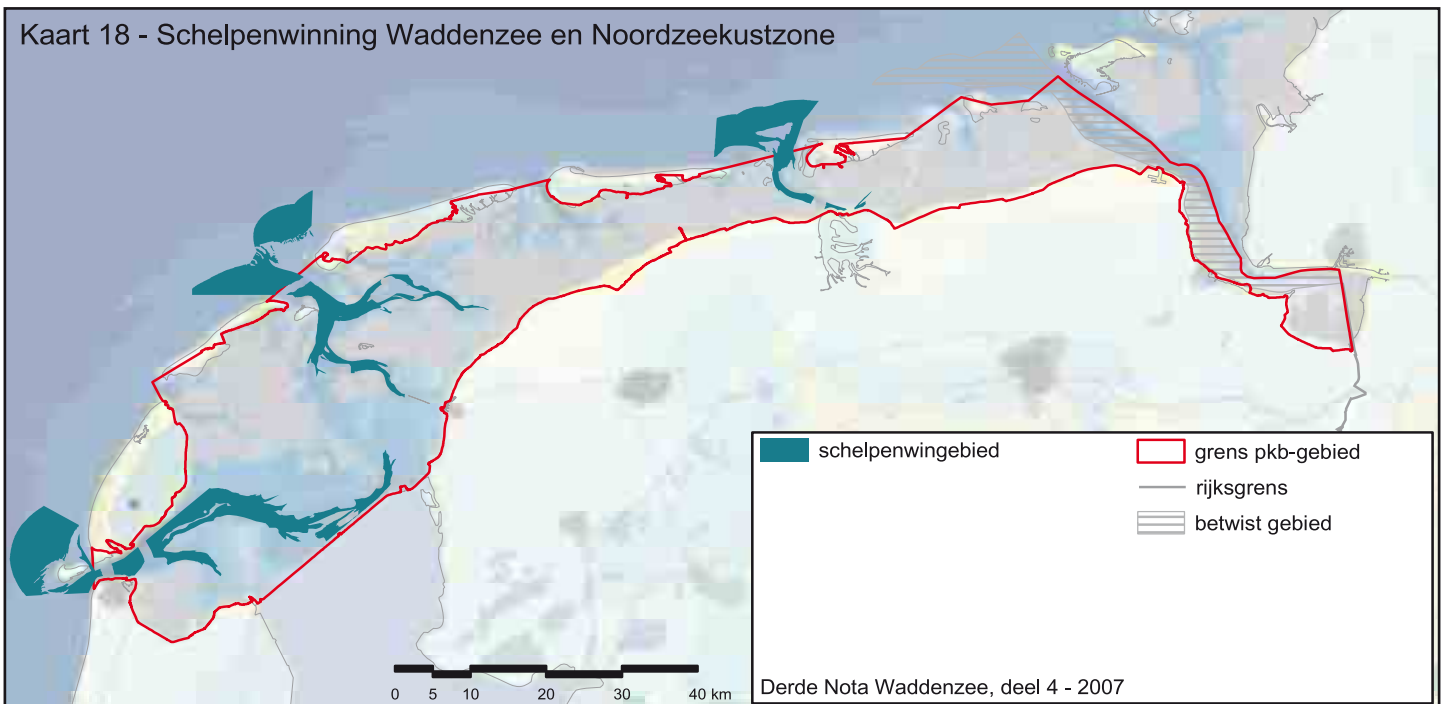 Kaart 18 - Schelpenwinning Waddenzee en Noordzeekustzone
schelpenwingebied
grens pkb-gebied
rijksgrens
betwist gebied
0 5 10 20 30 40 km
Derde Nota Waddenzee, deel 4 - 2007